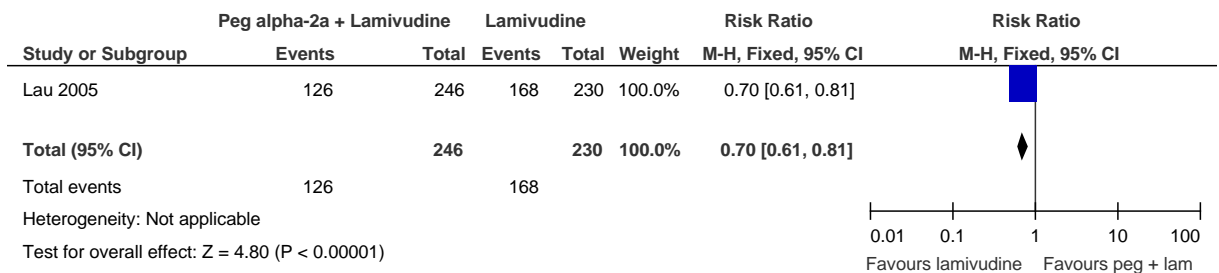 Peg alpha-2a + Lamivudine Lamivudine Risk Ratio Risk Ratio
Study or Subgroup Events Total Events Total Weight M-H, Fixed, 95% CI M-H, Fixed, 95% CI
Lau 2005 126 246 168 230 100.0% 0.70 [0.61, 0.81]
Total (95% CI) 246 230 100.0% 0.70 [0.61, 0.81]
Total events 126 168
Heterogeneity: Not applicable
Test for overall effect: Z = 4.80 (P < 0.00001)
0.01 0.1 1 10 100
Favours lamivudine Favours peg + lam